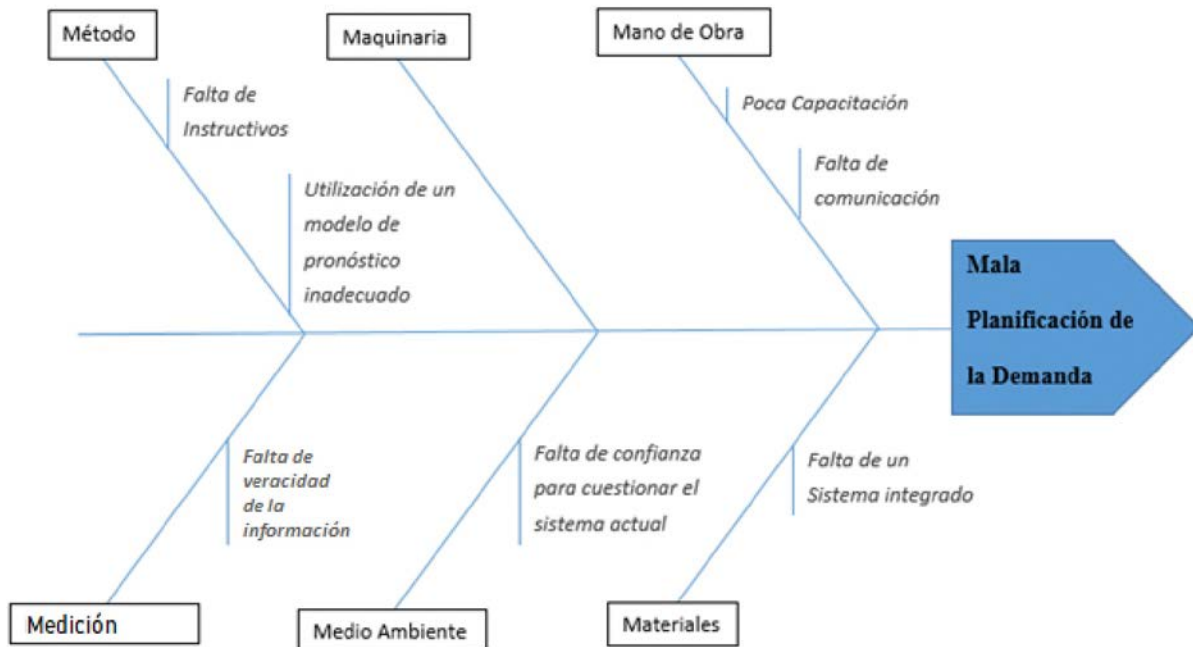 Método
Maquinaria
Mano de Obra
Falta de
Instructivos
Utilización de un
modelo de
pronóstico
inadecuado
Poca Capacitación
Falta de
comunicación
Mala
Planificación de
la Demanda
Falta de
veracidad
de la
información
Falta de confianza
para cuestionar el
sistema actual
Falta de un
Sistema integrado
Medición
Medio Ambiente
Materiales